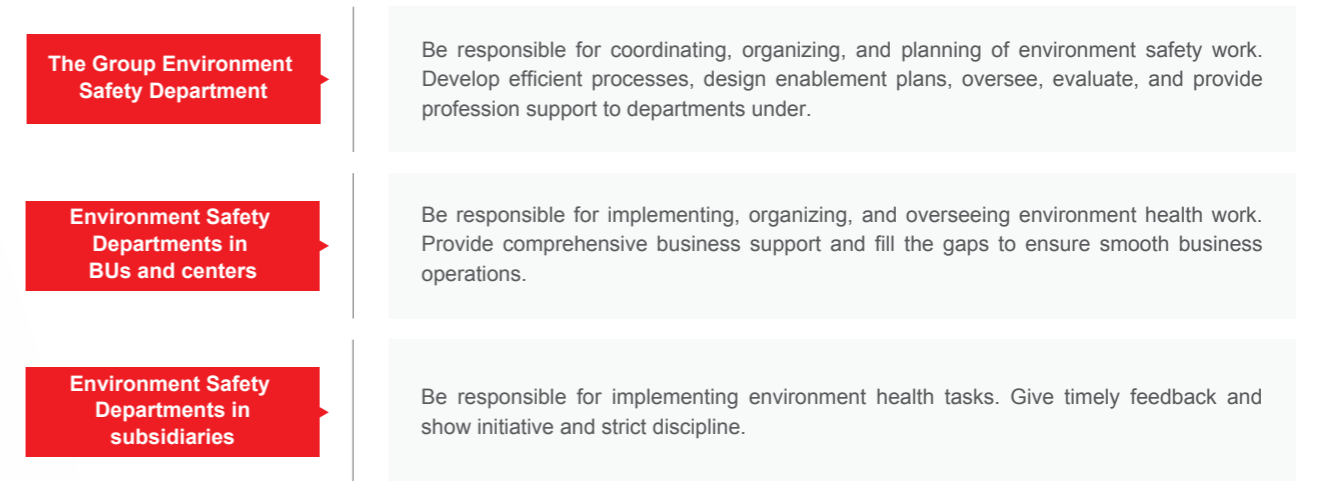 The Group Environment
Safety Department
Be responsible for coordinating, organizing, and planning of environment safety work.
Develop efficient processes, design enablement plans, oversee, evaluate, and provide
profession support to departments under.
Environment Safety
Departments in
BUs and centers
Be responsible for implementing, organizing, and overseeing environment health work.
Provide comprehensive business support and fill the gaps to ensure smooth business
operations.
Environment Safety
Departments in
subsidiaries
Be responsible for implementing environment health tasks. Give timely feedback and
show initiative and strict discipline.